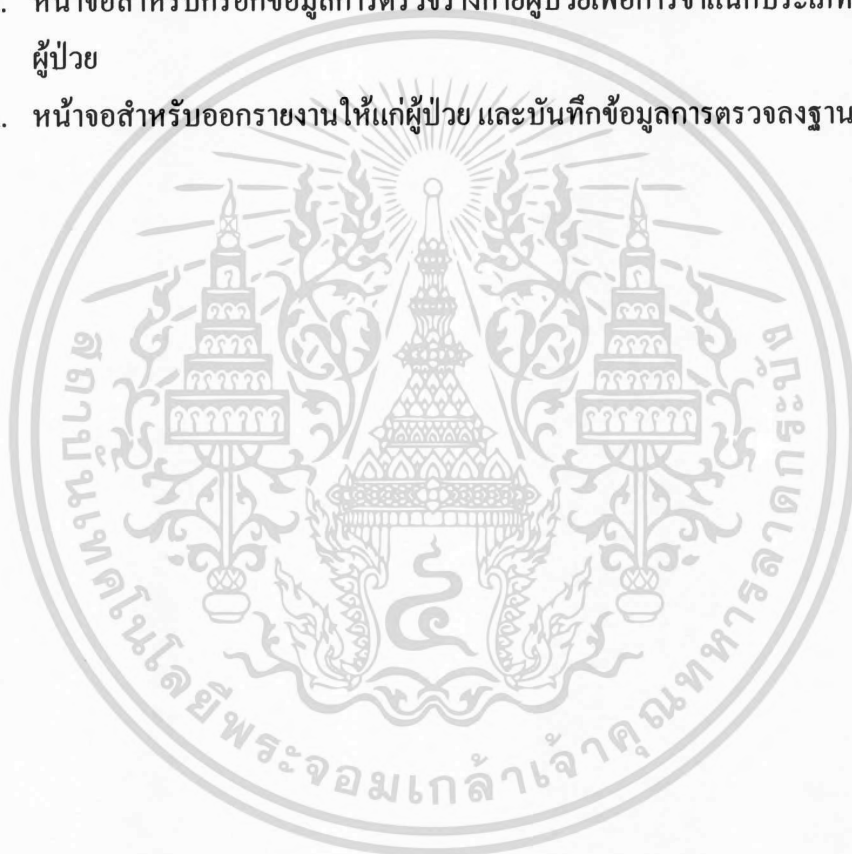 . หน้าจอสำหรับกรอกข้อมูลการตรวจร่างกายผู้ป่วยเพื่อการจำแนกประเภท
ผู้ป่วย
. หน้าจอสำหรับออกรายงานให้แก่ผู้ป่วย และบันทึกข้อมูลการตรวจลงฐาน
สถาบันเทคโนโลยีพระจอมเกล้าเจ้าคุณทหารลาดกระบัง